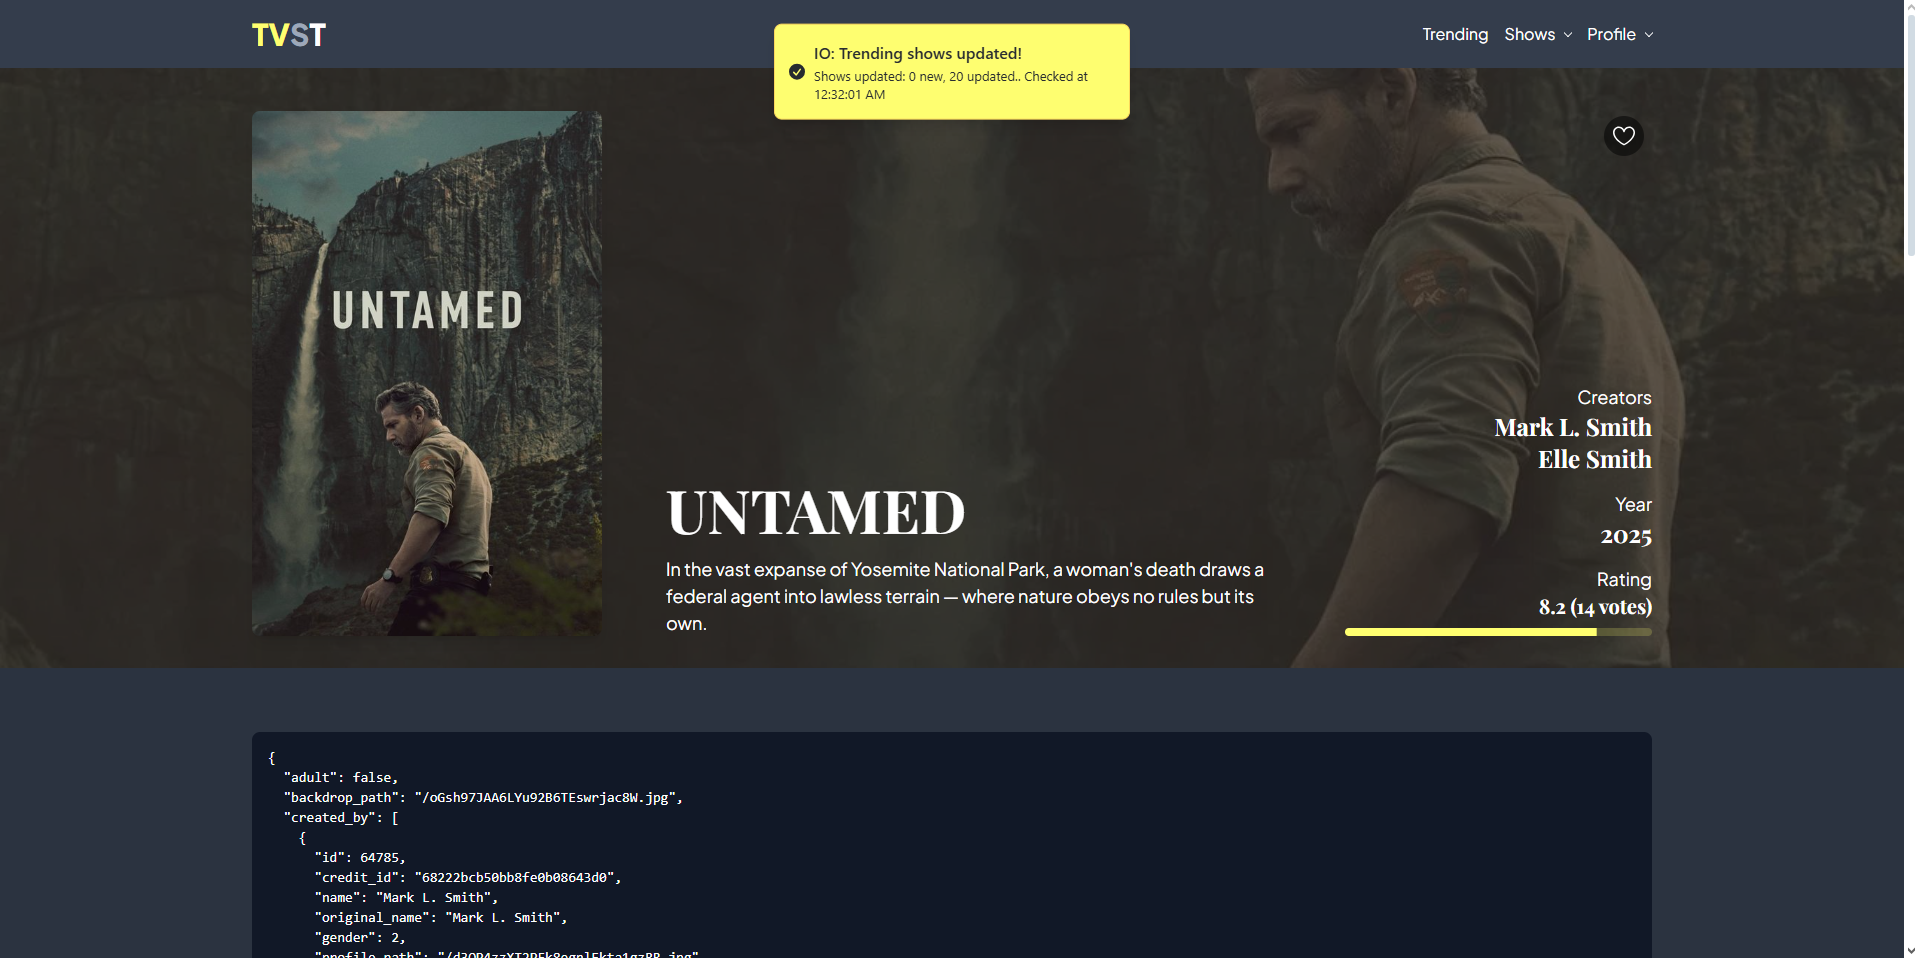 TVST
IO: Trending shows updated!
Shows updated: 0 new, 20 updated.. Checked at
12:32:01 AM
Trending Shows Profile
UNTAMED
UNTAMED
In the vast expanse of Yosemite National Park, a woman's death draws a
federal agent into lawless terrain — where nature obeys no rules but its
own.
Creators
Mark L. Smith
Elle Smith
Year
2025
Rating
8.2 (14 votes)
{
"adult": false,
"backdrop_path": "/oGsh97JAA6LYu92B6TEswrjac8W.jpg",
"created_by": [
{
"id": 64785,
"credit_id": "68222bcb50bb8fe0b08643d0",
"name": "Mark L. Smith",
"original_name": "Mark L. Smith",
"gender": 2,
"profile_path":